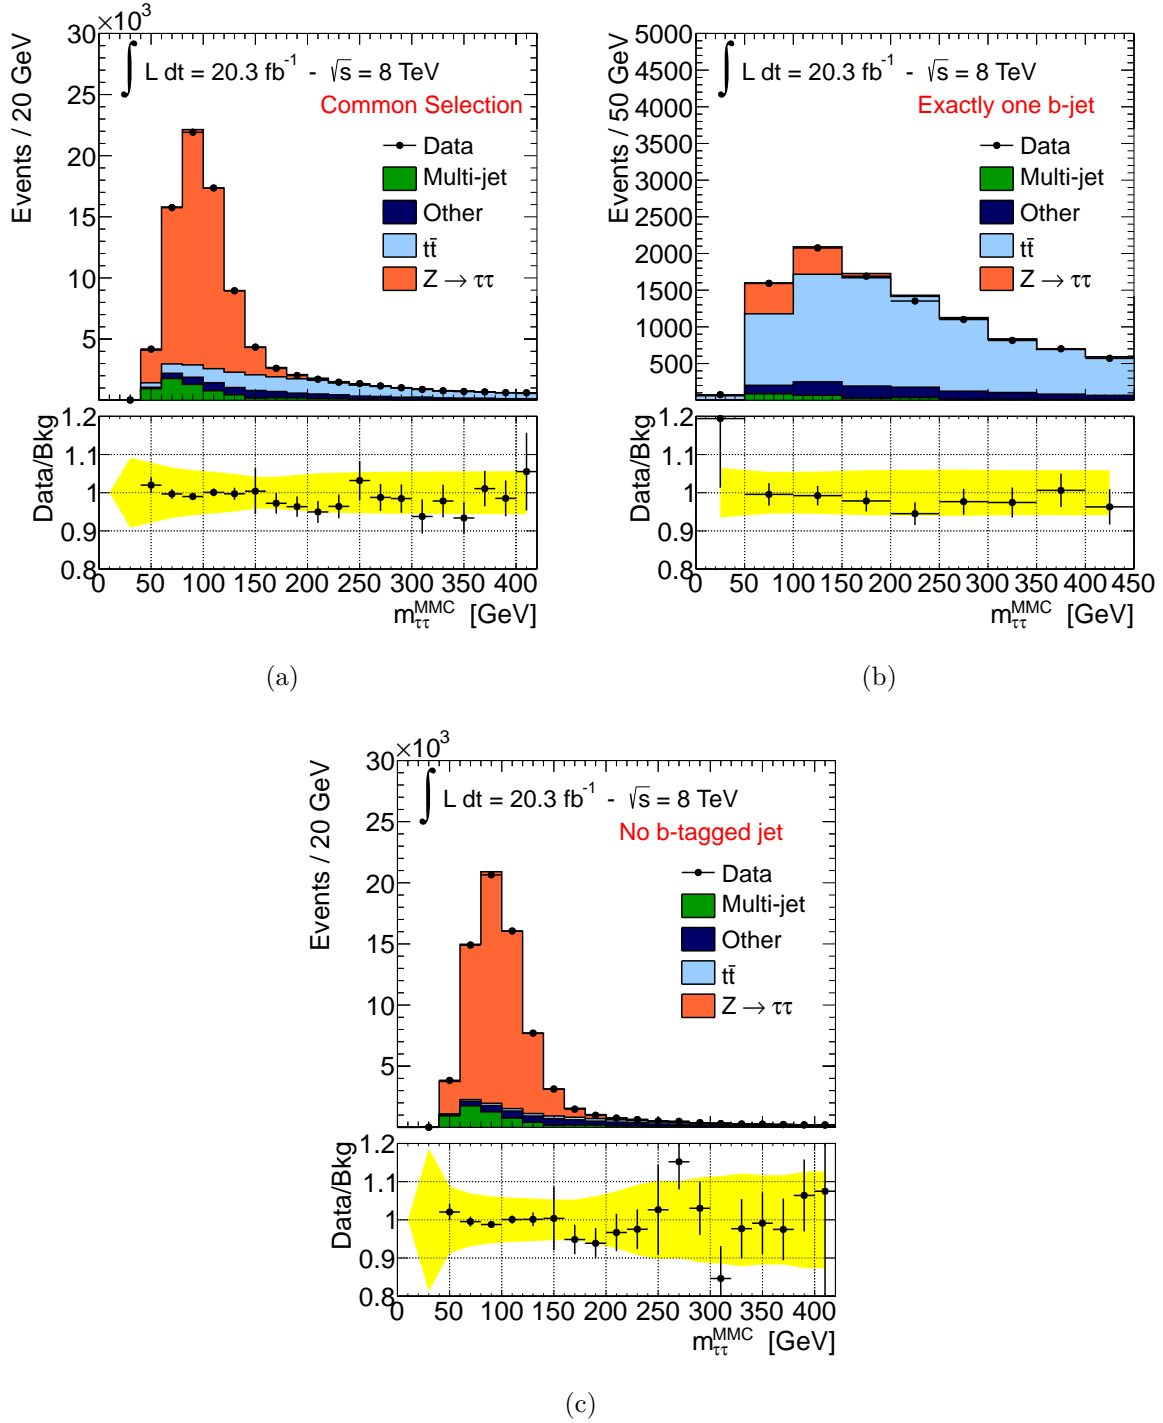 ×10³
Events / 20 GeV
30
25
20
15
10
5
∫ L dt = 20.3 fb⁻¹ - √s = 8 TeV
Common Selection
Data
Multi-jet
Other
tt̄
Z → ττ
Data/Bkg
1.2
1.1
1
0.9
0.8
0 50 100 150 200 250 300 350 400
m_ττ^MMC [GeV]
(a)
Events / 50 GeV
5000
4500
4000
3500
3000
2500
2000
1500
1000
500
∫ L dt = 20.3 fb⁻¹ - √s = 8 TeV
Exactly one b-jet
Data
Multi-jet
Other
tt̄
Z → ττ
Data/Bkg
1.2
1.1
1
0.9
0.8
0 50 100 150 200 250 300 350 400 450
m_ττ^MMC [GeV]
(b)
×10³
Events / 20 GeV
30
25
20
15
10
5
∫ L dt = 20.3 fb⁻¹ - √s = 8 TeV
No b-tagged jet
Data
Multi-jet
Other
tt̄
Z → ττ
Data/Bkg
1.2
1.1
1
0.9
0.8
0 50 100 150 200 250 300 350 400
m_ττ^MMC [GeV]
(c)